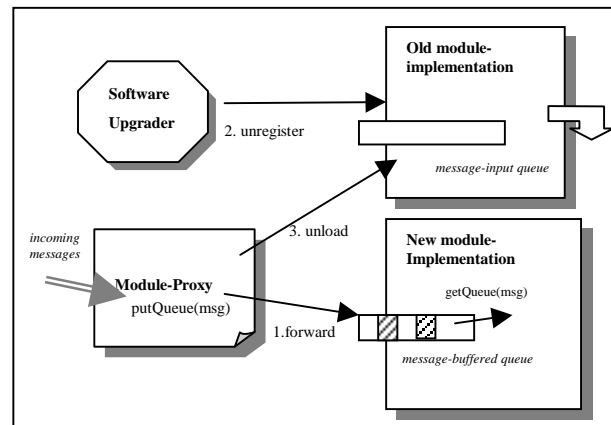 Software
Upgrader
2. unregister
Old module-
implementation
message-input queue
incoming
messages
Module-Proxy
putQueue(msg)
3. unload
1.forward
New module-
Implementation
getQueue(msg)
message-buffered queue